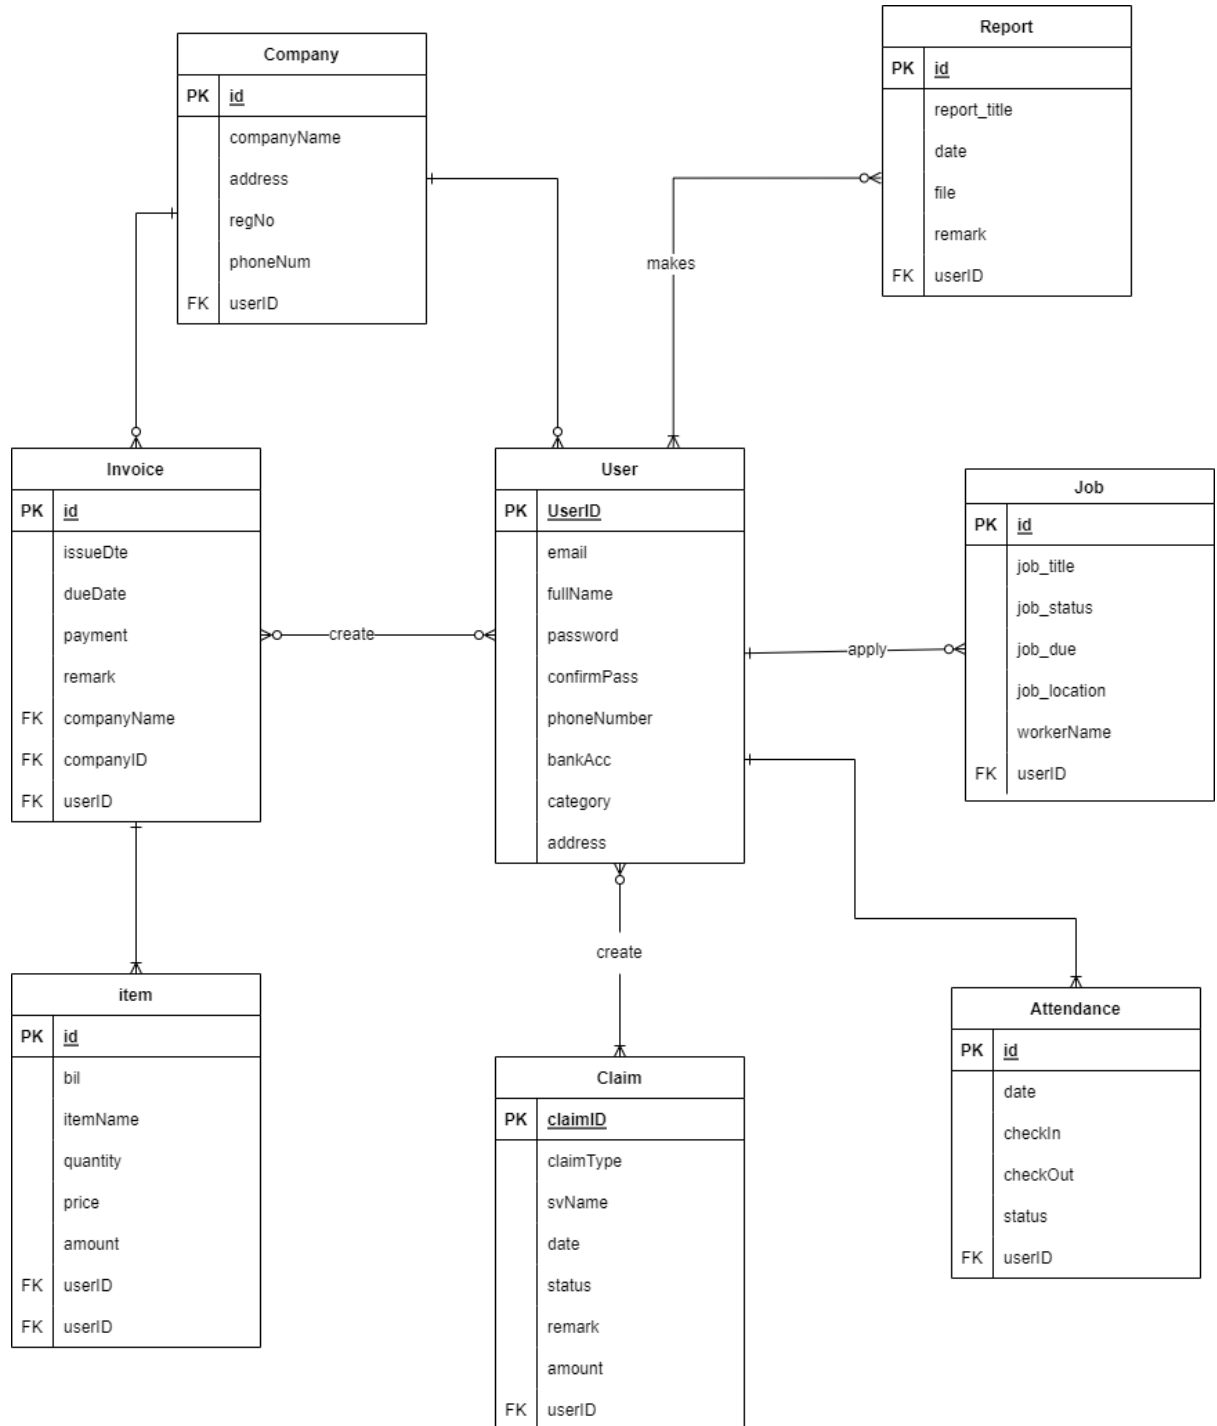 Company
PK id
companyName
address
regNo
phoneNum
FK userID
Report
PK id
report_title
date
file
remark
FK userID
makes
Invoice
PK id
issueDte
dueDate
payment
remark
FK companyName
FK companyID
FK userID
create
User
PK UserID
email
fullName
password
confirmPass
phoneNumber
bankAcc
category
address
apply
Job
PK id
job_title
job_status
job_due
job_location
workerName
FK userID
create
item
PK id
bil
itemName
quantity
price
amount
FK userID
FK userID
Claim
PK claimID
claimType
svName
date
status
remark
amount
FK userID
Attendance
PK id
date
checkIn
checkOut
status
FK userID